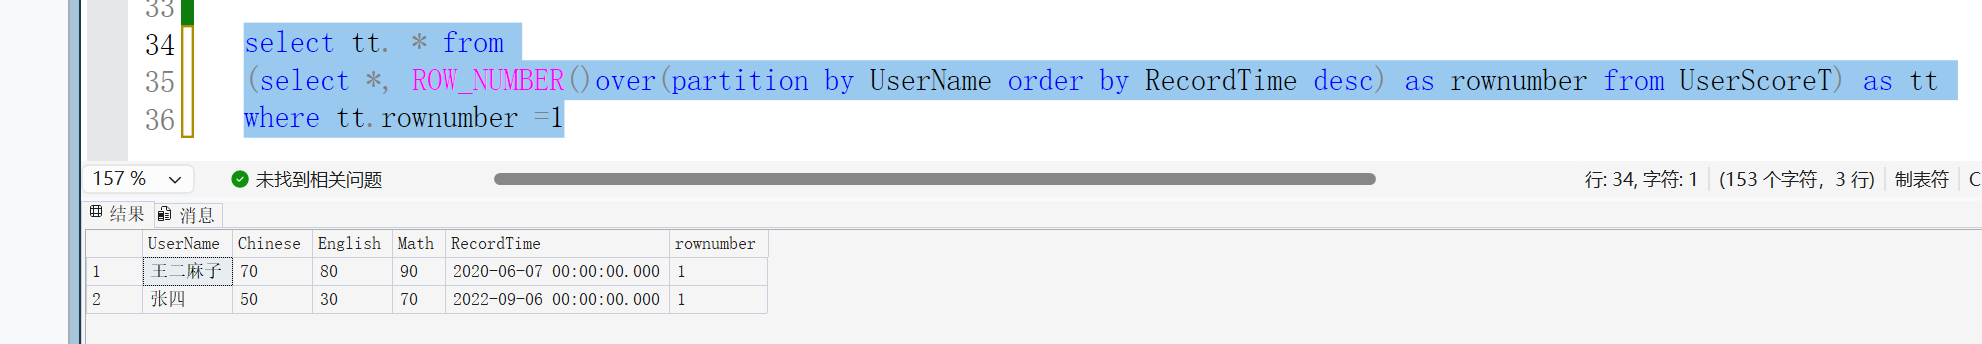 33
34 select tt. * from
35 (select *, ROW_NUMBER()over(partition by UserName order by RecordTime desc) as rownumber from UserScoreT) as tt
36 where tt.rownumber =1
157 % 未找到相关问题 行: 34, 字符: 1 (153 个字符, 3 行) 制表符 C
结果 消息
UserName Chinese English Math RecordTime rownumber
1 王二麻子 70 80 90 2020-06-07 00:00:00.000 1
2 张四 50 30 70 2022-09-06 00:00:00.000 1